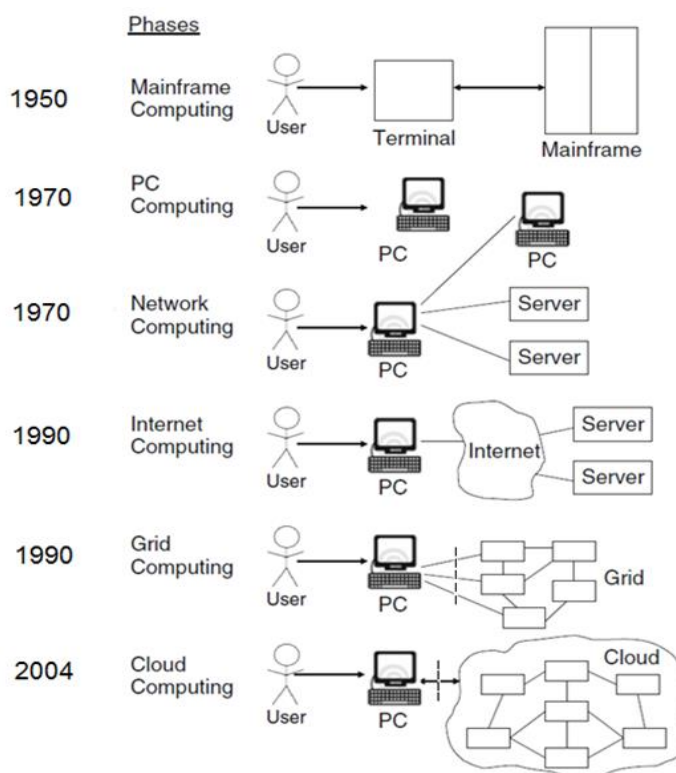 Phases
1950
Mainframe
Computing
User
Terminal
Mainframe
1970
PC
Computing
User
PC
PC
1970
Network
Computing
User
PC
Server
Server
1990
Internet
Computing
User
PC
Internet
Server
Server
1990
Grid
Computing
User
PC
Grid
2004
Cloud
Computing
User
PC
Cloud